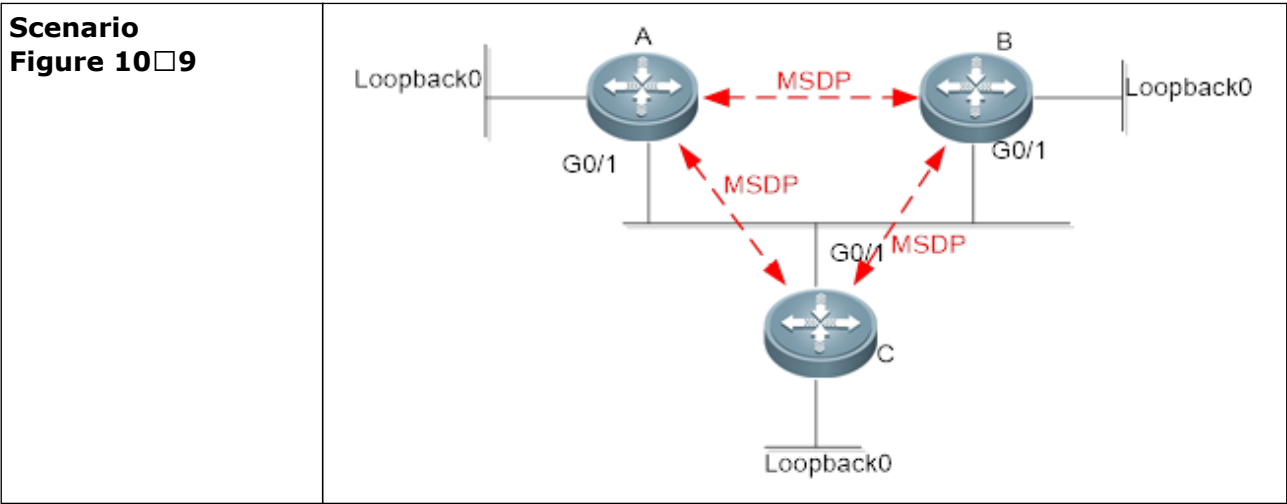 Scenario
Figure 10□9
A
B
Loopback0
MSDP
Loopback0
G0/1
G0/1
MSDP
G0/1
MSDP
C
Loopback0